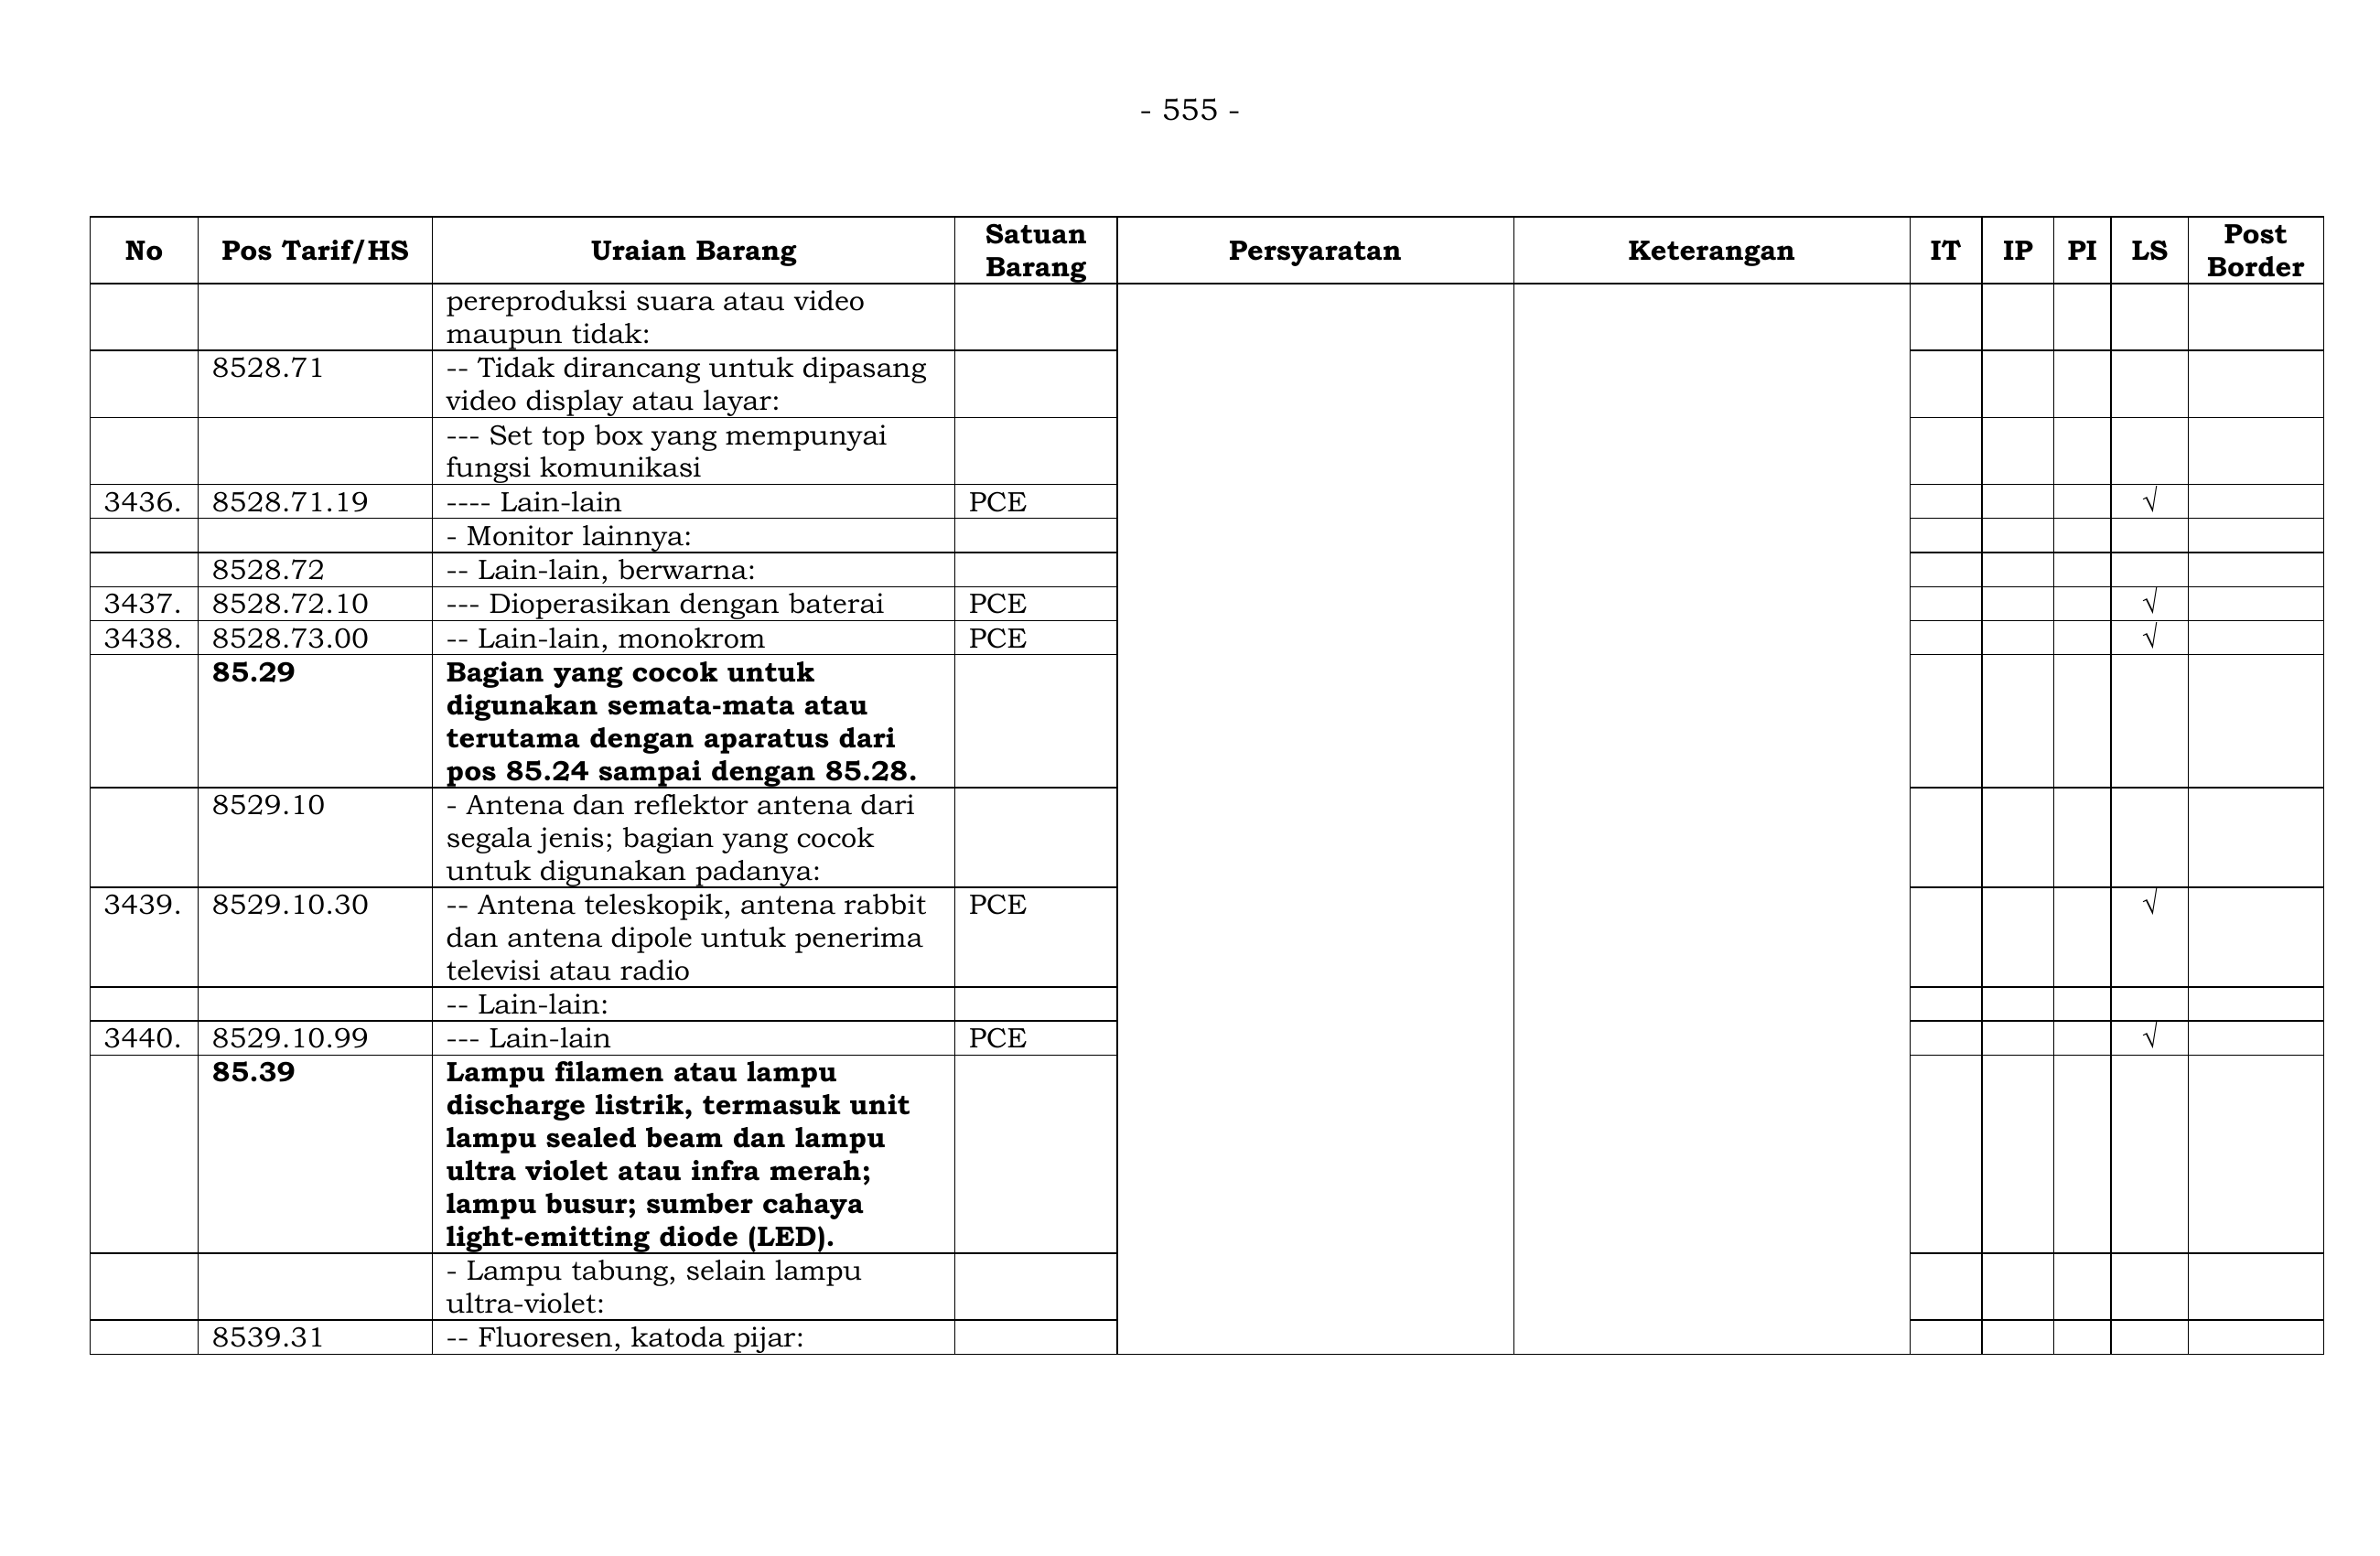 - 555 -
No Pos Tarif/HS Uraian Barang Satuan Barang Persyaratan Keterangan IT IP PI LS Post Border
pereproduksi suara atau video
maupun tidak:
8528.71 -- Tidak dirancang untuk dipasang
video display atau layar:
--- Set top box yang mempunyai
fungsi komunikasi
3436. 8528.71.19 ---- Lain-lain PCE √
- Monitor lainnya:
8528.72 -- Lain-lain, berwarna:
3437. 8528.72.10 --- Dioperasikan dengan baterai PCE √
3438. 8528.73.00 -- Lain-lain, monokrom PCE √
85.29 Bagian yang cocok untuk
digunakan semata-mata atau
terutama dengan aparatus dari
pos 85.24 sampai dengan 85.28.
8529.10 - Antena dan reflektor antena dari
segala jenis; bagian yang cocok
untuk digunakan padanya:
3439. 8529.10.30 -- Antena teleskopik, antena rabbit PCE √
dan antena dipole untuk penerima
televisi atau radio
-- Lain-lain:
3440. 8529.10.99 --- Lain-lain PCE √
85.39 Lampu filamen atau lampu
discharge listrik, termasuk unit
lampu sealed beam dan lampu
ultra violet atau infra merah;
lampu busur; sumber cahaya
light-emitting diode (LED).
- Lampu tabung, selain lampu
ultra-violet:
8539.31 -- Fluoresen, katoda pijar: